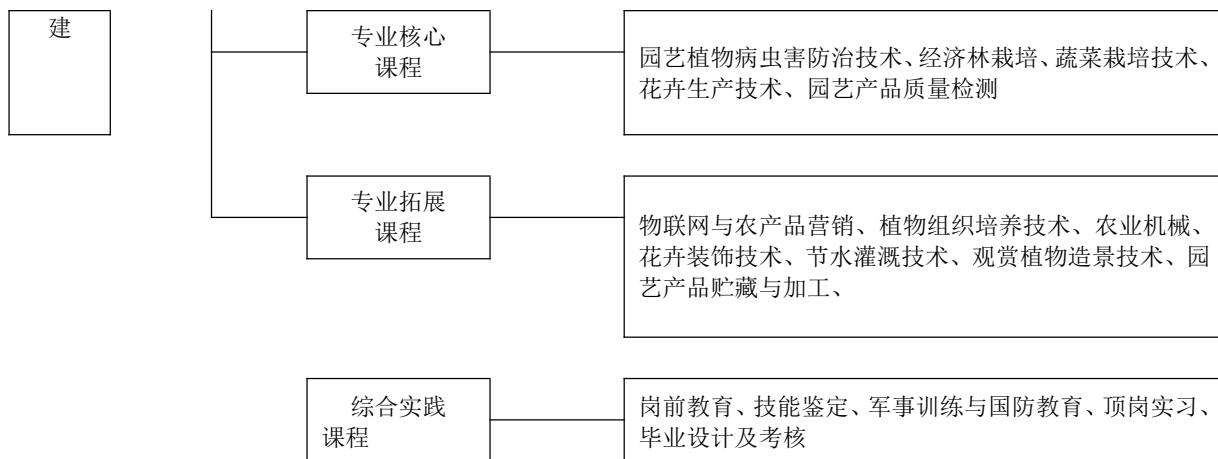 建
专业核心
课程
园艺植物病虫害防治技术、经济林栽培、蔬菜栽培技术、
花卉生产技术、园艺产品质量检测
专业拓展
课程
物联网与农产品营销、植物组织培养技术、农业机械、
花卉装饰技术、节水灌溉技术、观赏植物造景技术、园
艺产品贮藏与加工、
综合实践
课程
岗前教育、技能鉴定、军事训练与国防教育、顶岗实习、
毕业设计及考核